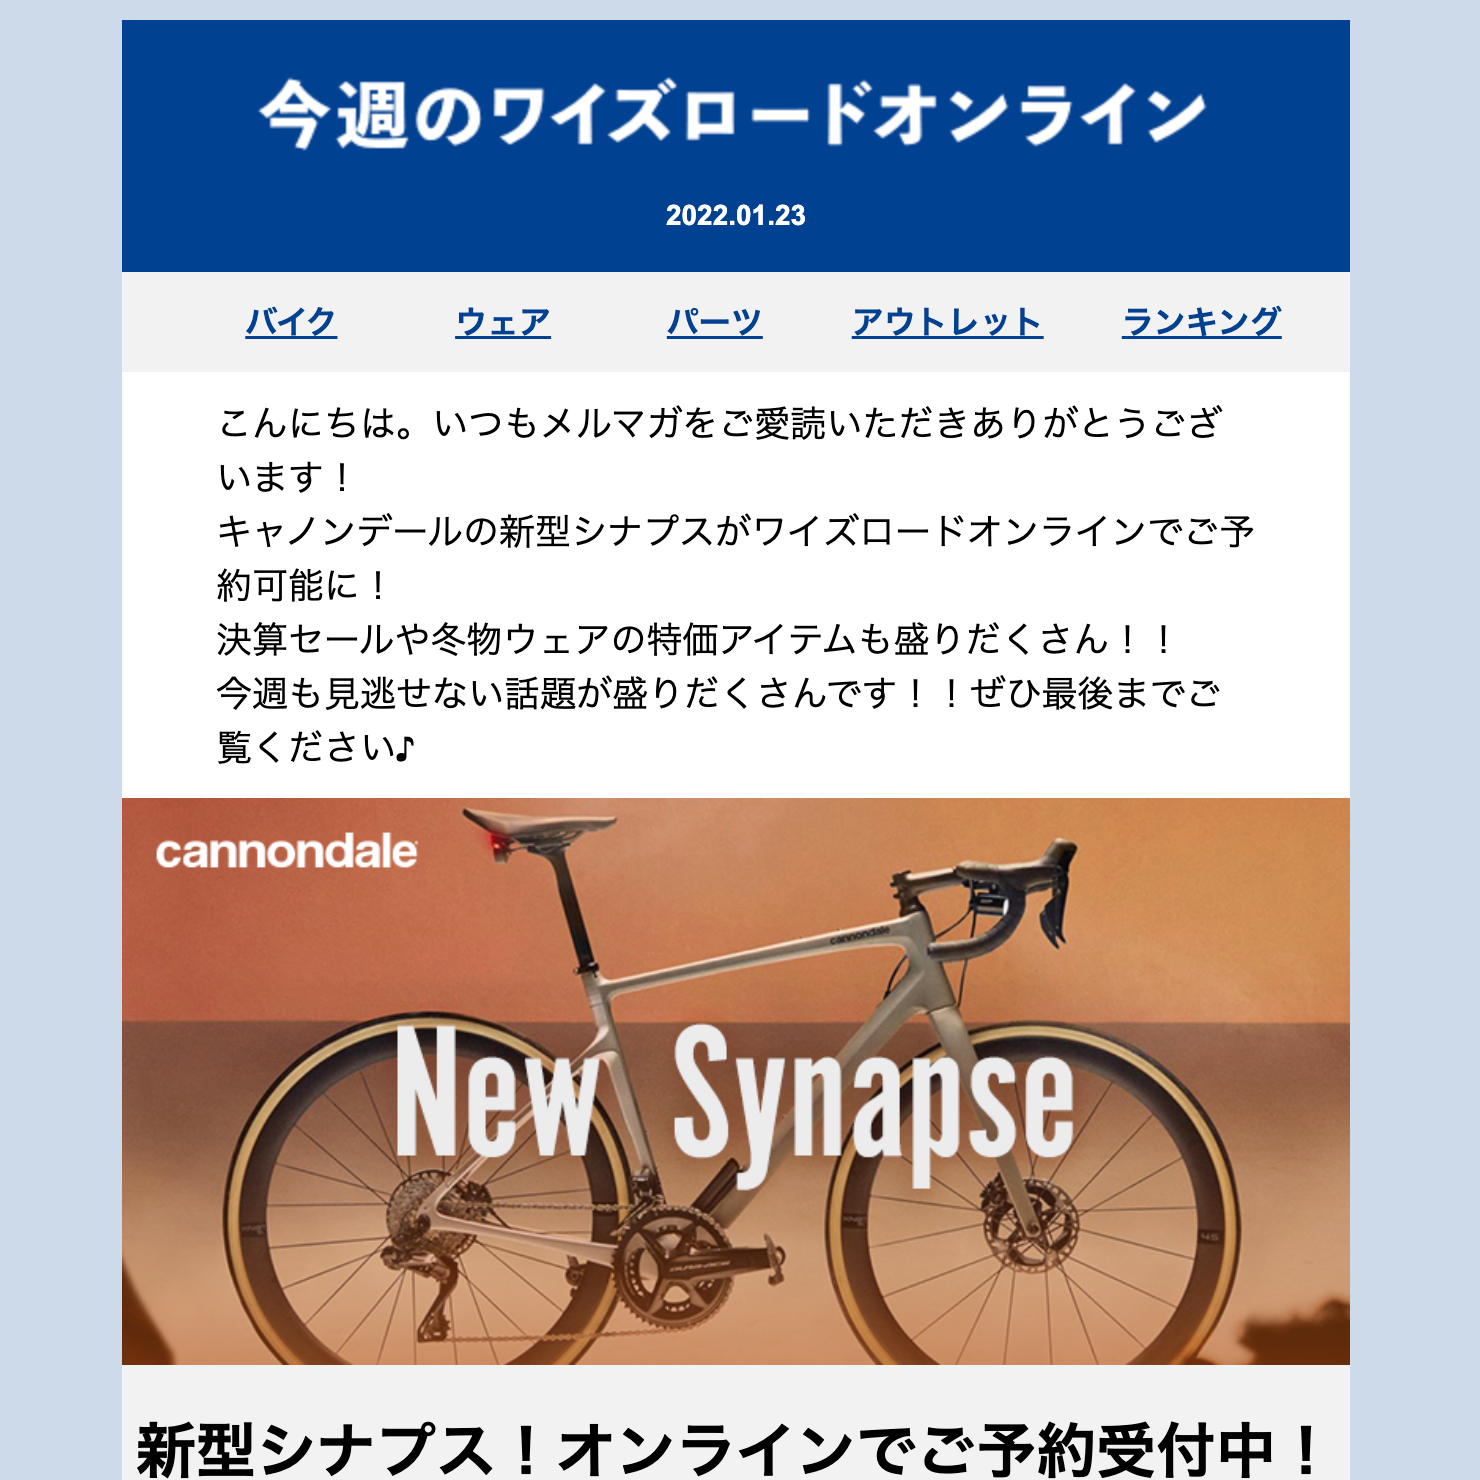 今週のワイズロードオンライン
2022.01.23
バイク ウェア パーツ アウトレット ランキング
こんにちは。いつもメルマガをご愛読いただきありがとうござ
います！
キャノンデールの新型シナプスがワイズロードオンラインでご予
約可能に！
決算セールや冬物ウェアの特価アイテムも盛りだくさん！！
今週も見逃せない話題が盛りだくさんです！！ぜひ最後までご
覧ください♪
cannondale
cannondale
New Synapse
DURA-ACE
45
新型シナプス！オンラインでご予約受付中！